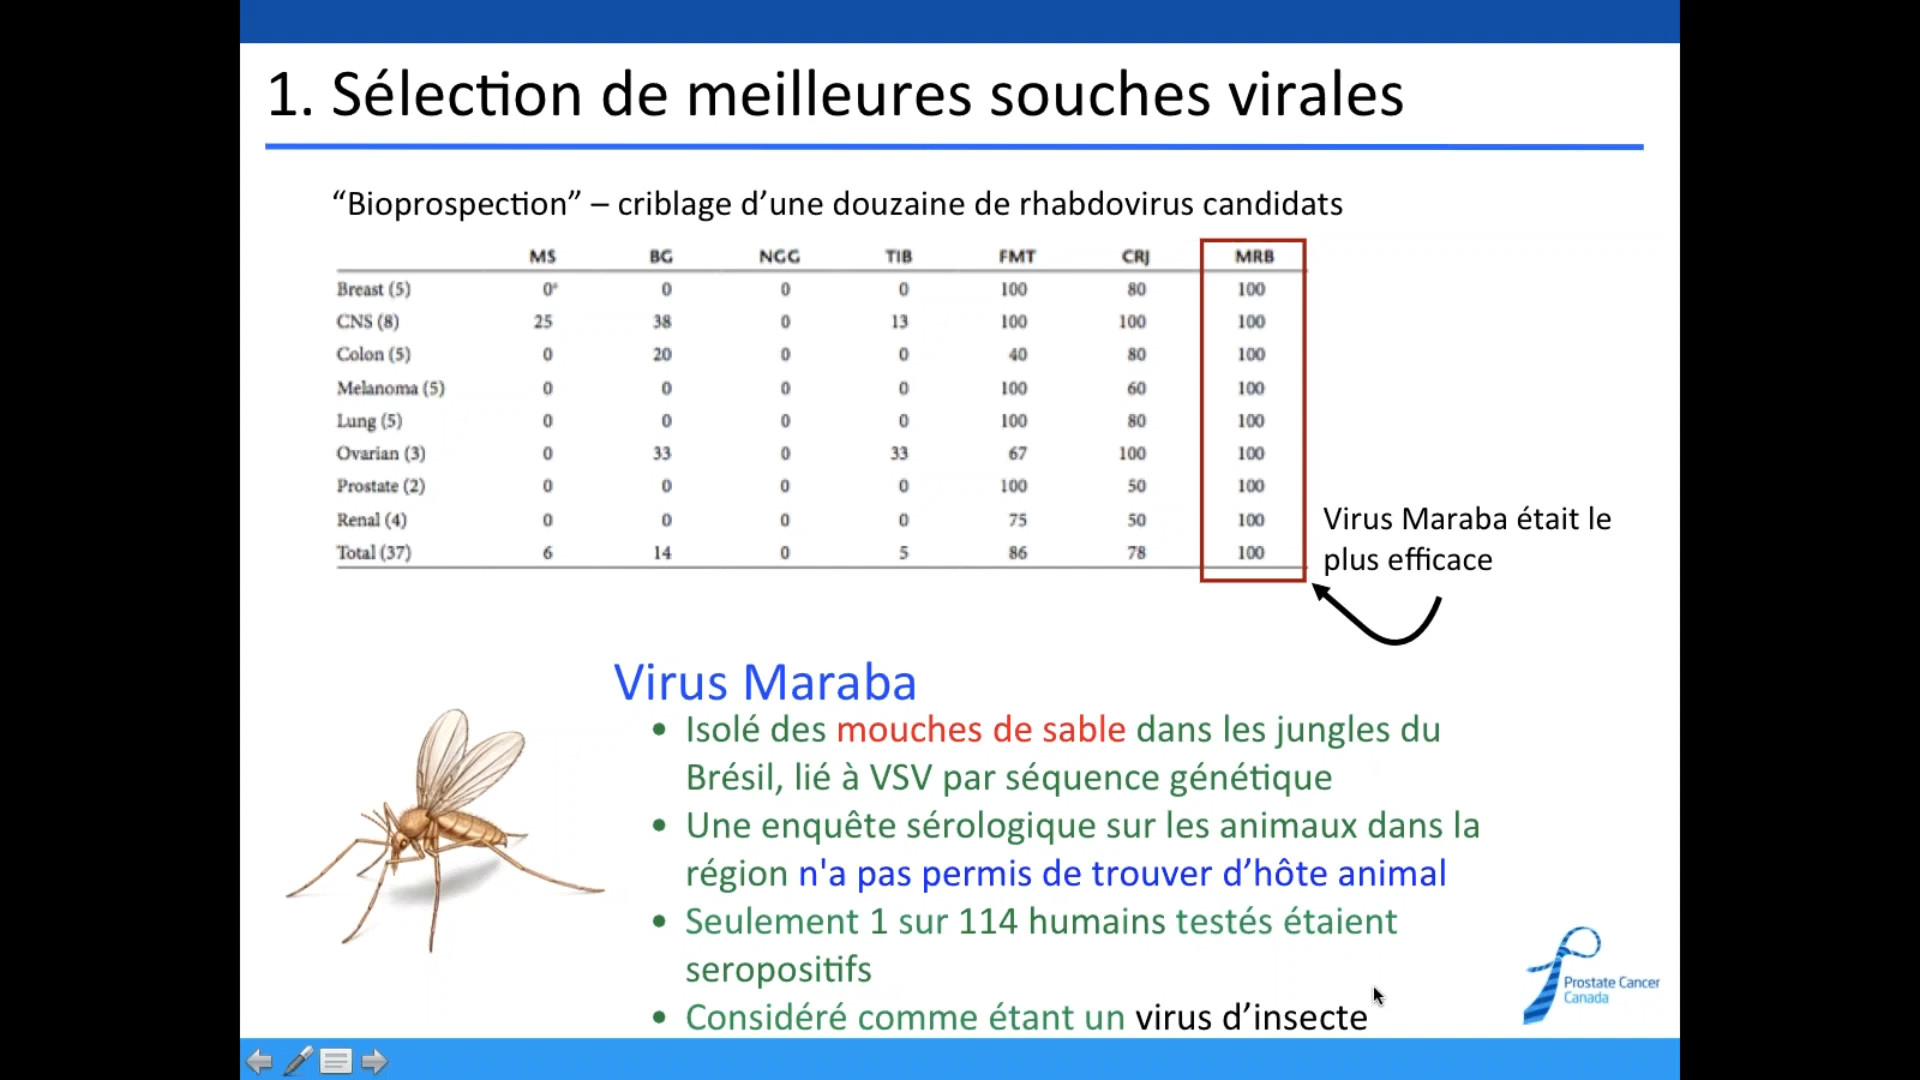 1. Sélection de meilleures souches virales
“Bioprospection” – criblage d’une douzaine de rhabdovirus candidats
MS BG NGG TIB FMT CRJ MRB
Breast (5) 0ª 0 0 0 100 80 100
CNS (8) 25 38 0 13 100 100 100
Colon (5) 0 20 0 0 40 80 100
Melanoma (5) 0 0 0 0 100 60 100
Lung (5) 0 0 0 0 100 80 100
Ovarian (3) 0 33 0 33 67 100 100
Prostate (2) 0 0 0 0 100 50 100
Renal (4) 0 0 0 0 75 50 100
Total (37) 6 14 0 5 86 78 100
Virus Maraba était le
plus efficace
Virus Maraba
• Isolé des mouches de sable dans les jungles du
Brésil, lié à VSV par séquence génétique
• Une enquête sérologique sur les animaux dans la
région n'a pas permis de trouver d’hôte animal
• Seulement 1 sur 114 humains testés étaient
seropositifs
• Considéré comme étant un virus d’insecte
Prostate Cancer
Canada